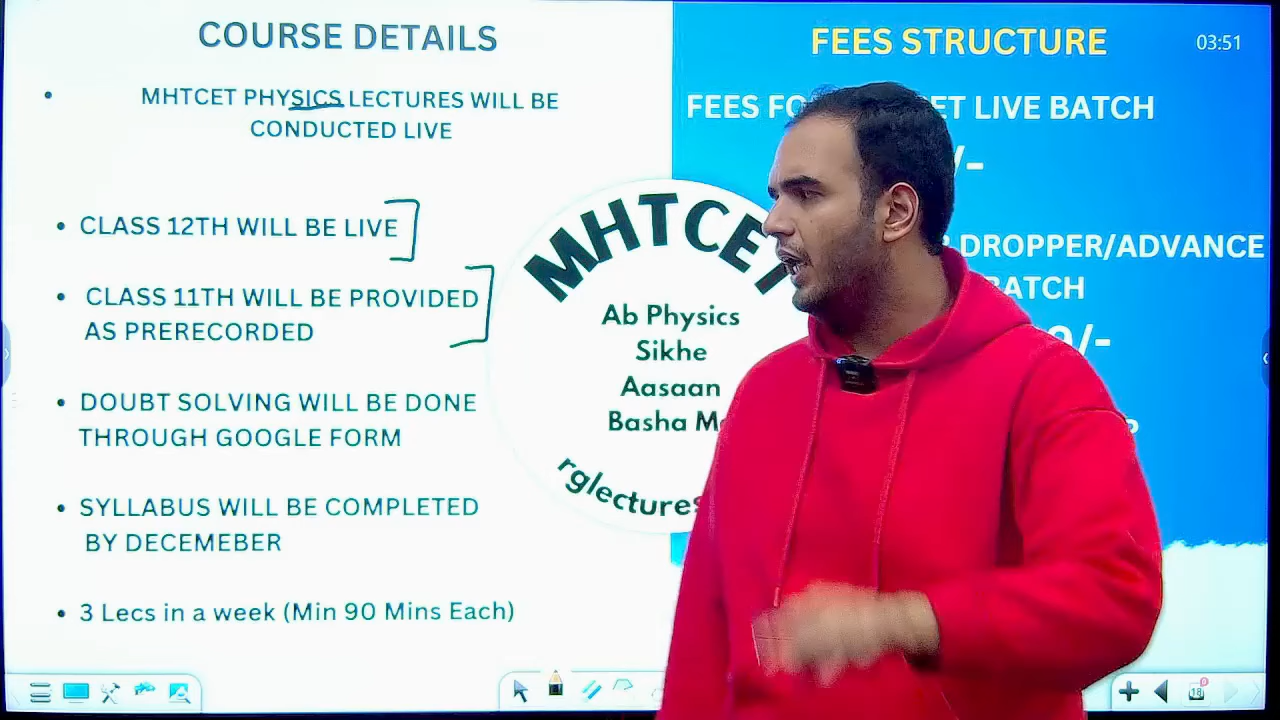 COURSE DETAILS
• MHTCET PHYSICS LECTURES WILL BE
CONDUCTED LIVE
• CLASS 12TH WILL BE LIVE
• CLASS 11TH WILL BE PROVIDED
AS PRERECORDED
• DOUBT SOLVING WILL BE DONE
THROUGH GOOGLE FORM
• SYLLABUS WILL BE COMPLETED
BY DECEMEBER
• 3 Lecs in a week (Min 90 Mins Each)
MHTCET
Ab Physics
Sikhe
Aasaan
Basha
rglectures
FEES STRUCTURE
03:51
FEES LIVE BATCH
/-
DROPPER/ADVANCE
BATCH
9/-
18